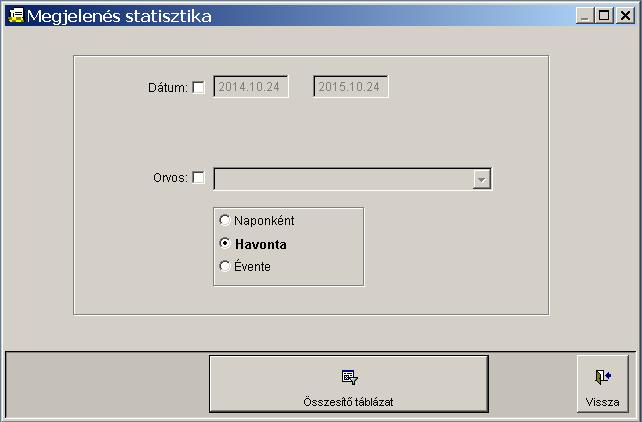 Megjelenés statisztika
Dátum: 2014.10.24 2015.10.24
Orvos:
Naponként
Havonta
Évente
Összesítő táblázat
Vissza